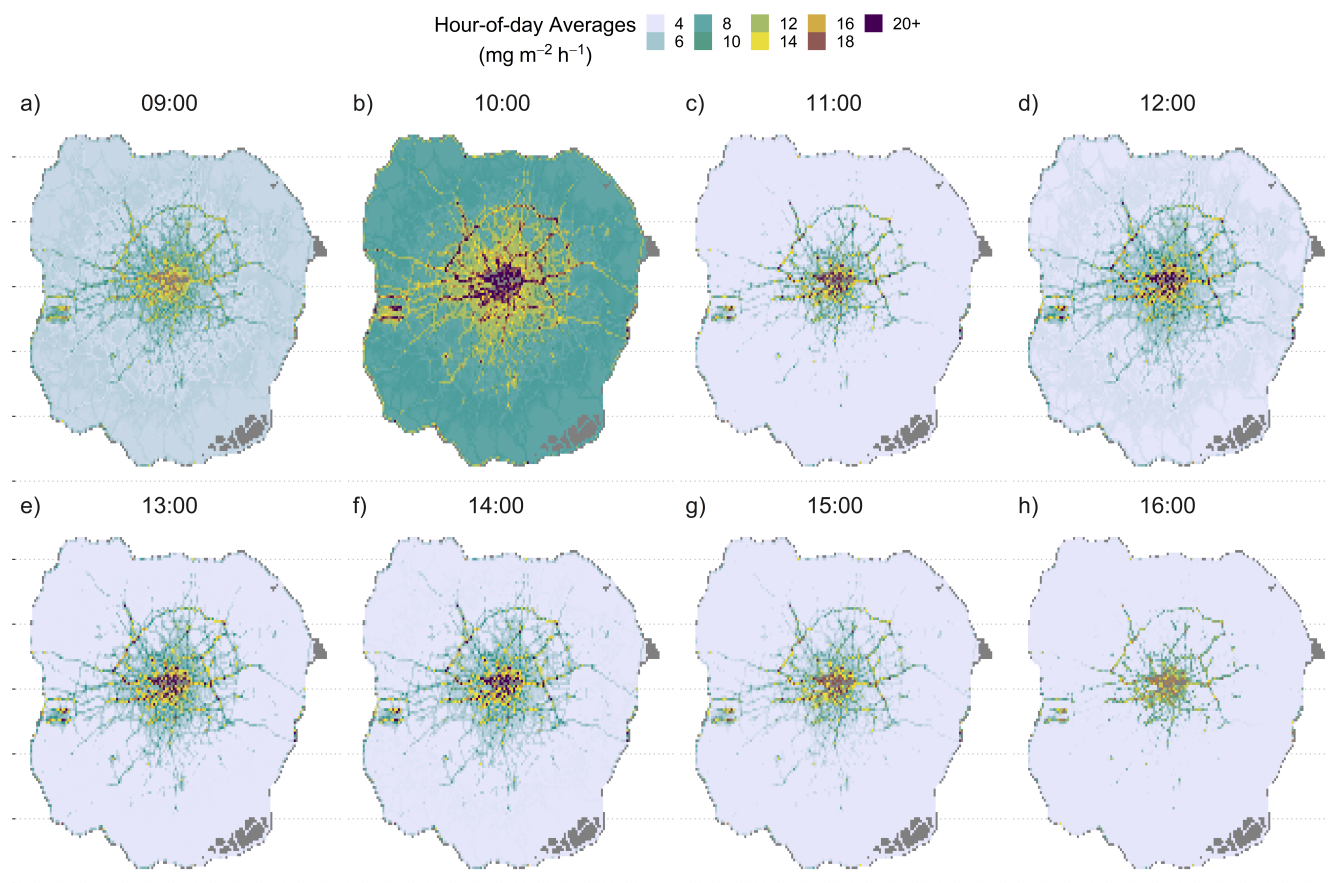 Hour-of-day Averages
(mg m⁻² h⁻¹)
4 8 12 16 20+
6 10 14 18
a) 09:00 b) 10:00 c) 11:00 d) 12:00
e) 13:00 f) 14:00 g) 15:00 h) 16:00